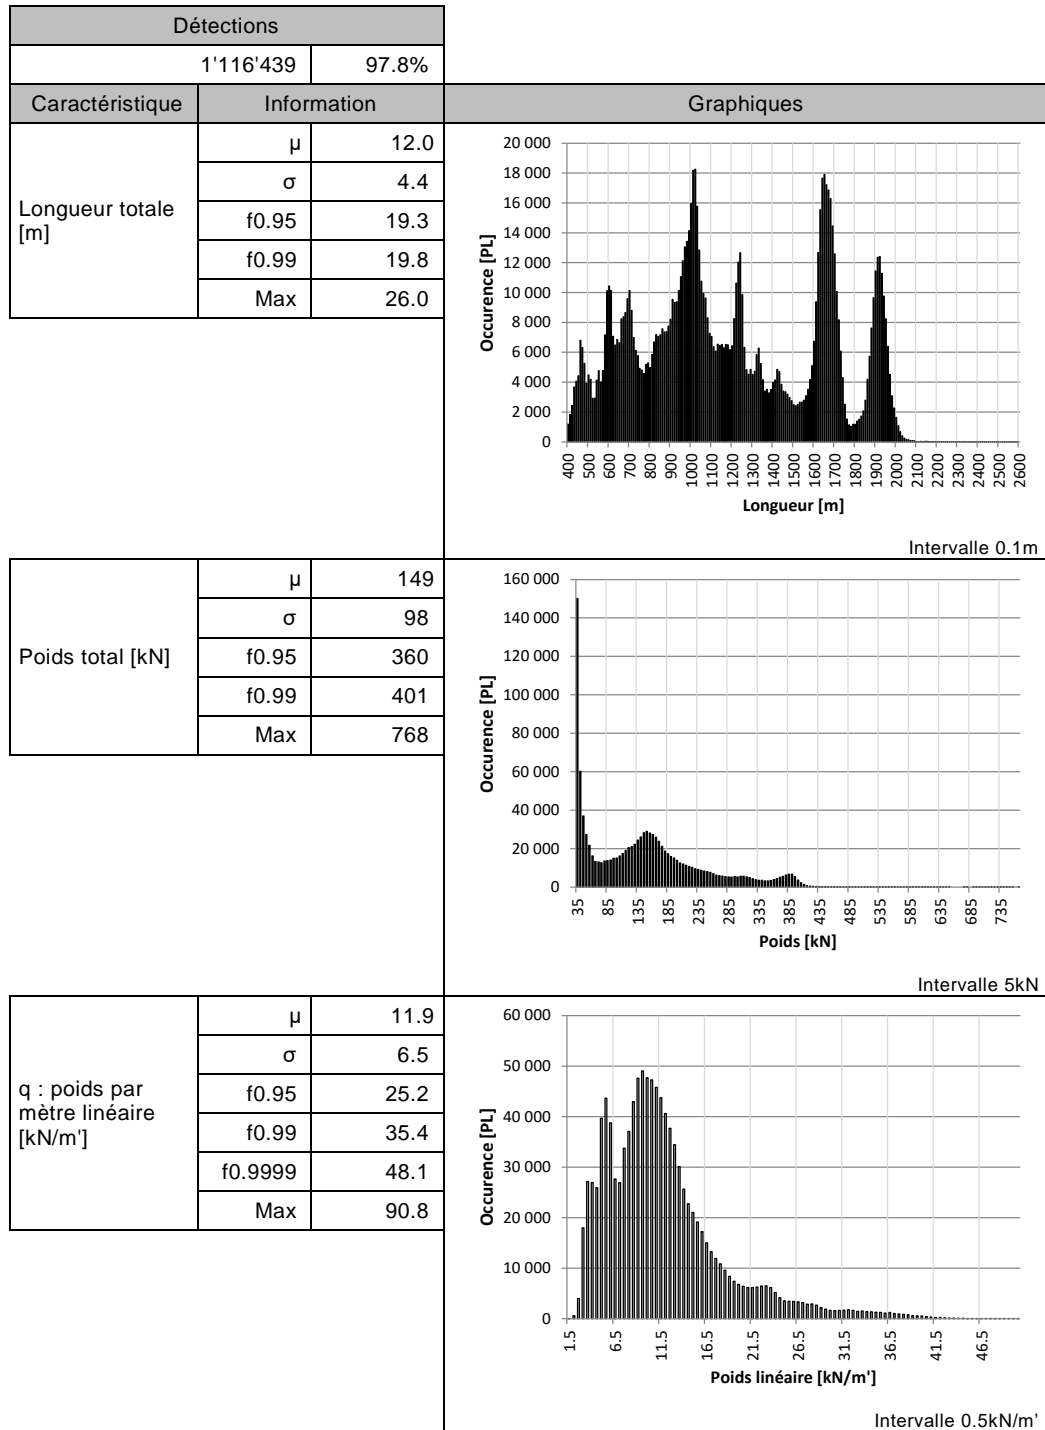 Détections
1'116'439 97.8%
Caractéristique Information Graphiques
Longueur totale
[m]
μ 12.0
σ 4.4
f0.95 19.3
f0.99 19.8
Max 26.0
20 000
18 000
16 000
14 000
12 000
10 000
8 000
6 000
4 000
2 000
0
Occurence [PL]
400 500 600 700 800 900 1000 1100 1200 1300 1400 1500 1600 1700 1800 1900 2000 2100 2200 2300 2400 2500 2600
Longueur [m]
Intervalle 0.1m
Poids total [kN]
μ 149
σ 98
f0.95 360
f0.99 401
Max 768
160 000
140 000
120 000
100 000
80 000
60 000
40 000
20 000
0
Occurence [PL]
35 85 135 185 235 285 335 385 435 485 535 585 635 685 735
Poids [kN]
Intervalle 5kN
q : poids par
mètre linéaire
[kN/m']
μ 11.9
σ 6.5
f0.95 25.2
f0.99 35.4
f0.9999 48.1
Max 90.8
60 000
50 000
40 000
30 000
20 000
10 000
0
Occurence [PL]
1.5 6.5 11.5 16.5 21.5 26.5 31.5 36.5 41.5 46.5
Poids linéaire [kN/m']
Intervalle 0.5kN/m’